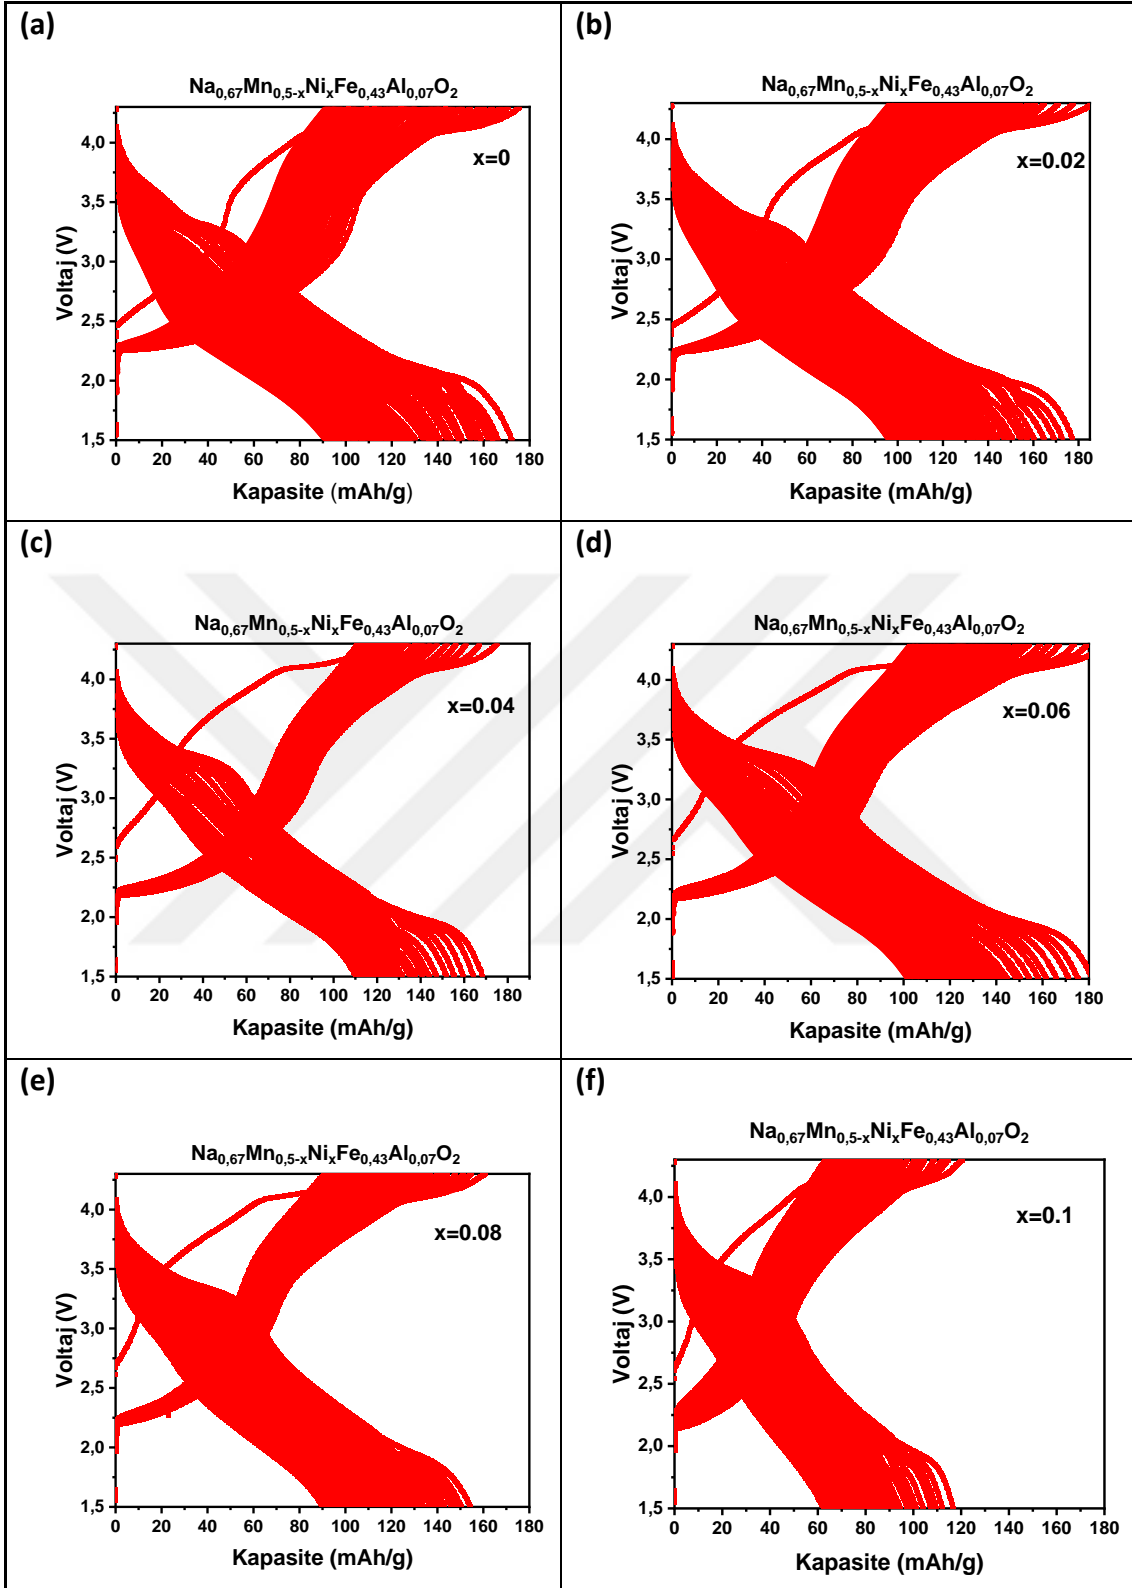 (a)
Na0,67Mn0,5-xNixFe0,43Al0,07O2
x=0
Voltaj (V)
4,0
3,5
3,0
2,5
2,0
1,5
0 20 40 60 80 100 120 140 160 180
Kapasite (mAh/g)
(b)
Na0,67Mn0,5-xNixFe0,43Al0,07O2
x=0.02
Voltaj (V)
4,0
3,5
3,0
2,5
2,0
1,5
0 20 40 60 80 100 120 140 160 180
Kapasite (mAh/g)
(c)
Na0,67Mn0,5-xNixFe0,43Al0,07O2
x=0.04
Voltaj (V)
4,0
3,5
3,0
2,5
2,0
1,5
0 20 40 60 80 100 120 140 160 180
Kapasite (mAh/g)
(d)
Na0,67Mn0,5-xNixFe0,43Al0,07O2
x=0.06
Voltaj (V)
4,0
3,5
3,0
2,5
2,0
1,5
0 20 40 60 80 100 120 140 160 180
Kapasite (mAh/g)
(e)
Na0,67Mn0,5-xNixFe0,43Al0,07O2
x=0.08
Voltaj (V)
4,0
3,5
3,0
2,5
2,0
1,5
0 20 40 60 80 100 120 140 160 180
Kapasite (mAh/g)
(f)
Na0,67Mn0,5-xNixFe0,43Al0,07O2
x=0.1
Voltaj (V)
4,0
3,5
3,0
2,5
2,0
1,5
0 20 40 60 80 100 120 140 160 180
Kapasite (mAh/g)